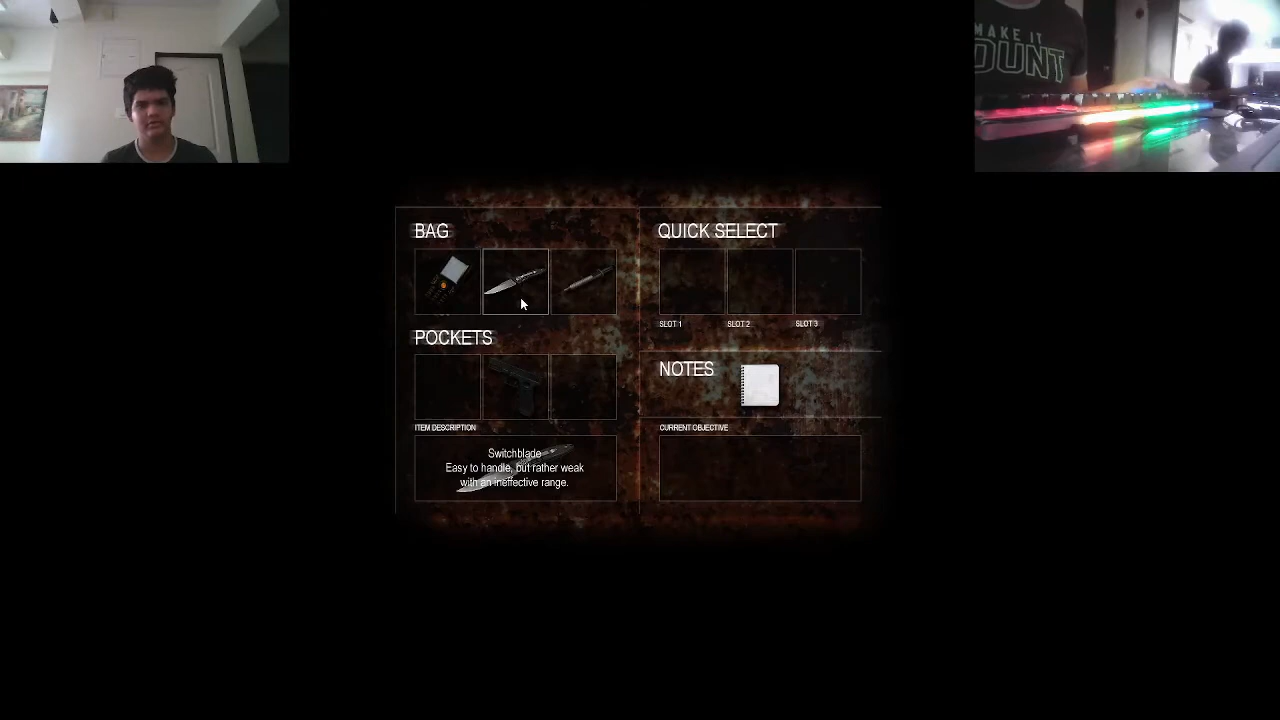 MAKE IT
OUNT
BAG
QUICK SELECT
SLOT 1
SLOT 2
SLOT 3
POCKETS
NOTES
ITEM DESCRIPTION
CURRENT OBJECTIVE
Switchblade
Easy to handle, but rather weak
with an ineffective range.